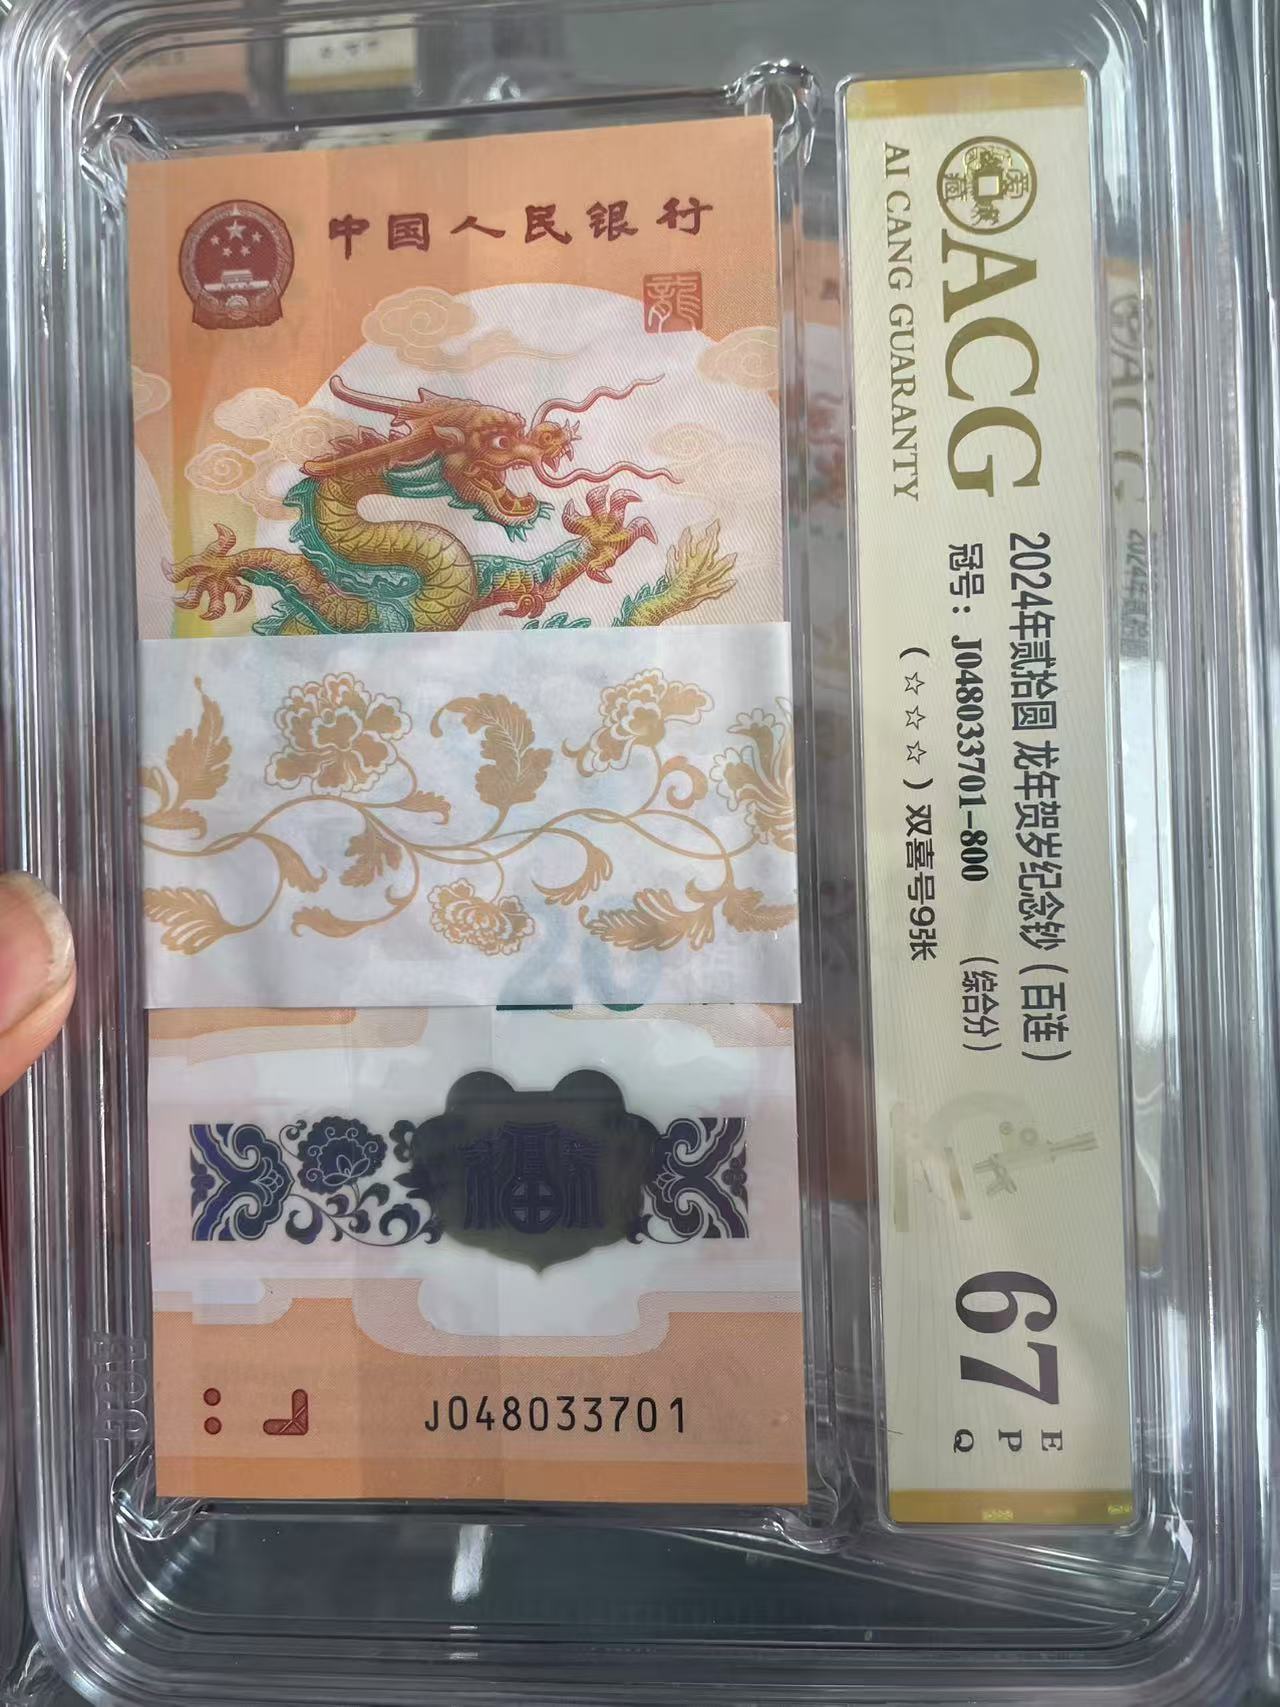 中国人民银行
龍
20
福
J048033701
ACG
AI CANG GUARANTY
2024年贰拾圆 龙年贺岁纪念钞（百连）
冠号：J048033701-800 （综合分）
（☆☆☆）双喜号9张
67
E
P
Q